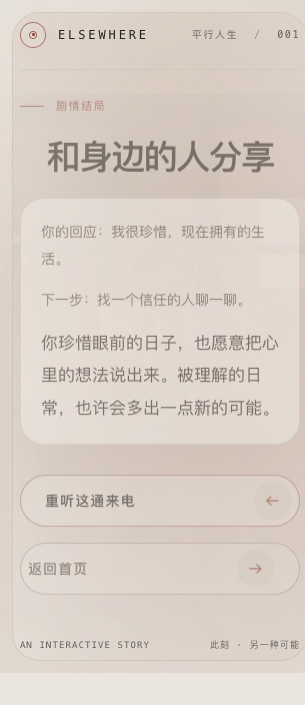 ELSEWHERE 平行人生 / 001
剧情结局
和身边的人分享
你的回应：我很珍惜，现在拥有的生
活。
下一步：找一个信任的人聊一聊。
你珍惜眼前的日子，也愿意把心
里的想法说出来。被理解的日
常，也许会多出一点新的可能。
重听这通来电
返回首页
AN INTERACTIVE STORY 此刻 · 另一种可能